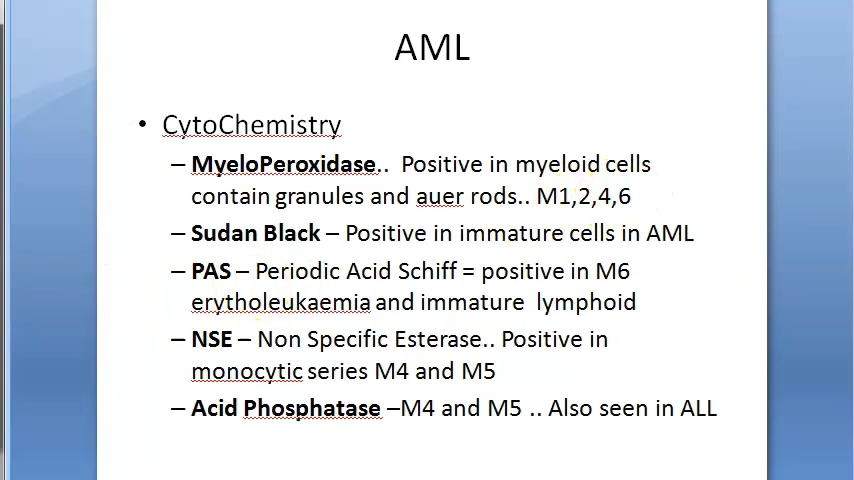 AML
• CytoChemistry
– MyeloPeroxidase.. Positive in myeloid cells
contain granules and auer rods.. M1,2,4,6
– Sudan Black – Positive in immature cells in AML
– PAS – Periodic Acid Schiff = positive in M6
erytholeukaemia and immature lymphoid
– NSE – Non Specific Esterase.. Positive in
monocytic series M4 and M5
– Acid Phosphatase –M4 and M5 .. Also seen in ALL